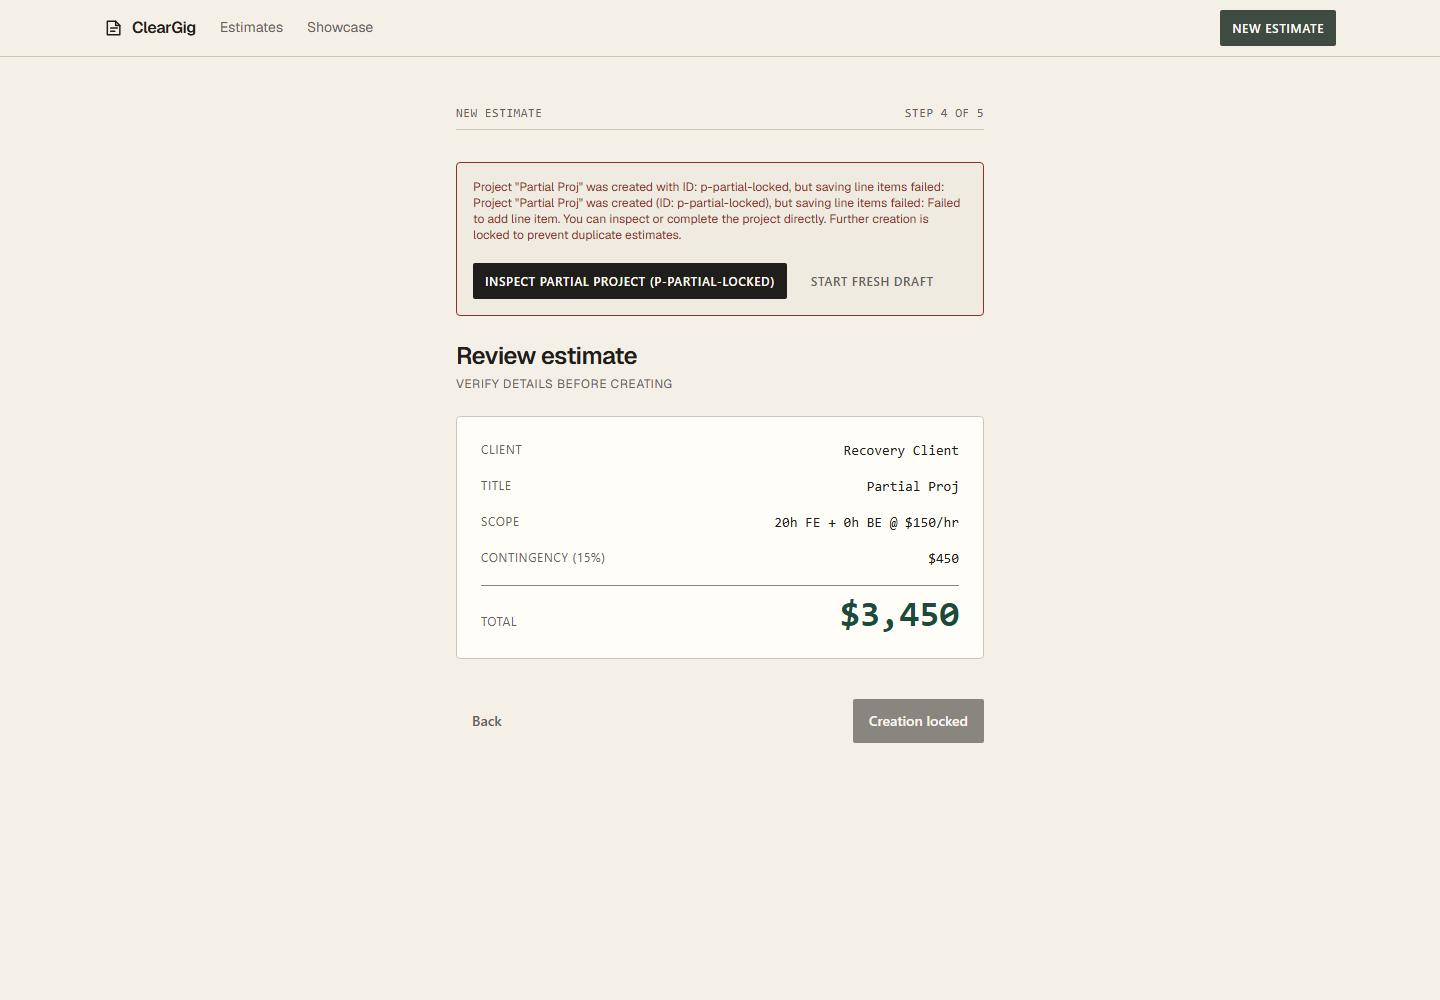 ClearGig Estimates Showcase NEW ESTIMATE
NEW ESTIMATE STEP 4 OF 5
Project "Partial Proj" was created with ID: p-partial-locked, but saving line items failed:
Project "Partial Proj" was created (ID: p-partial-locked), but saving line items failed: Failed
to add line item. You can inspect or complete the project directly. Further creation is
locked to prevent duplicate estimates.
INSPECT PARTIAL PROJECT (P-PARTIAL-LOCKED) START FRESH DRAFT
Review estimate
VERIFY DETAILS BEFORE CREATING
CLIENT Recovery Client
TITLE Partial Proj
SCOPE 20h FE + 0h BE @ $150/hr
CONTINGENCY (15%) $450
TOTAL $3,450
Back Creation locked